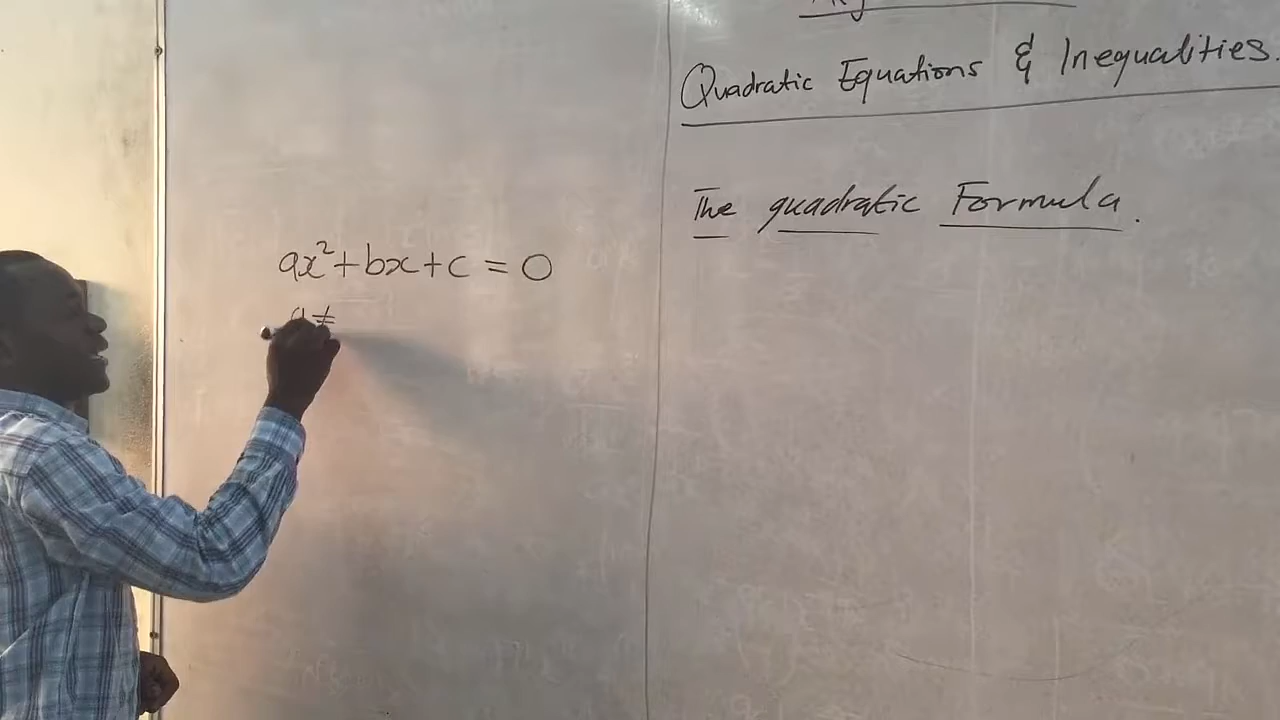 Quadratic Equations & Inequalities.
The quadratic Formula.
ax²+bx+c = 0
a≠